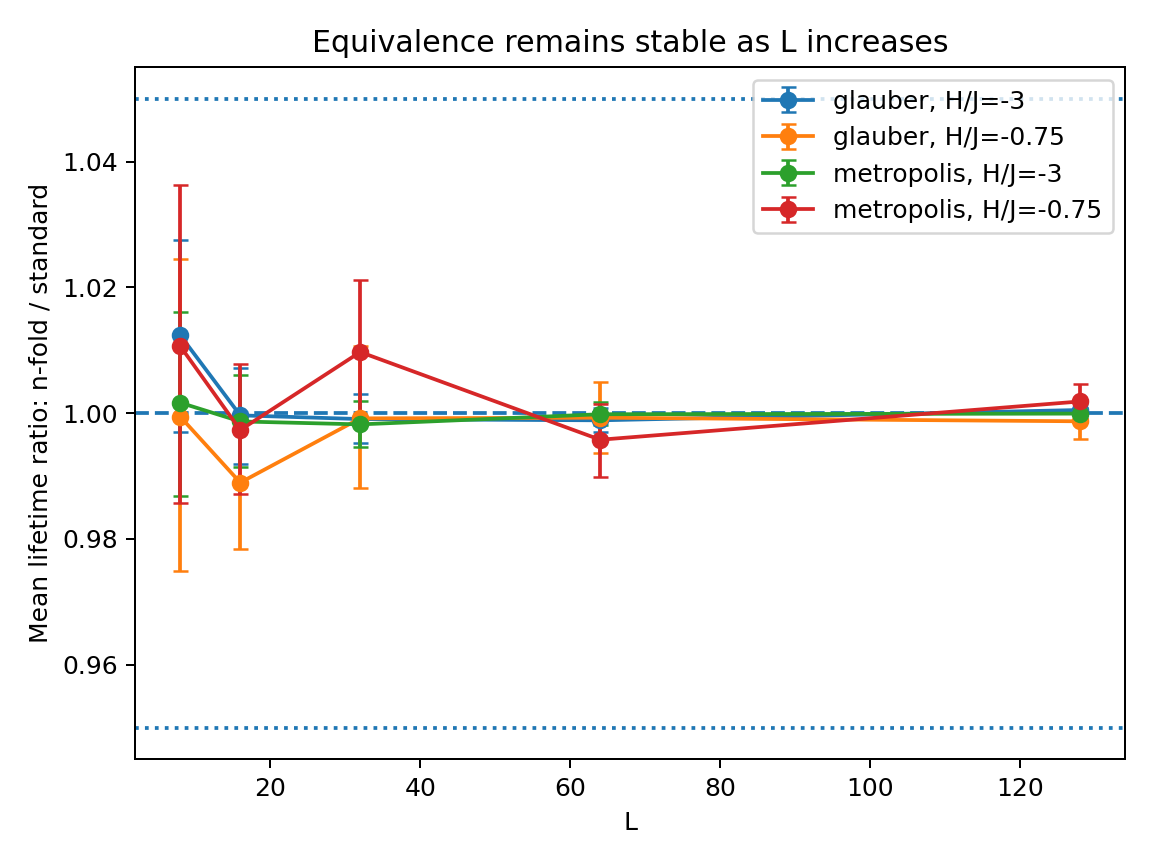 Equivalence remains stable as L increases
glauber, H/J=-3
glauber, H/J=-0.75
metropolis, H/J=-3
metropolis, H/J=-0.75
Mean lifetime ratio: n-fold / standard
1.04
1.02
1.00
0.98
0.96
20 40 60 80 100 120
L